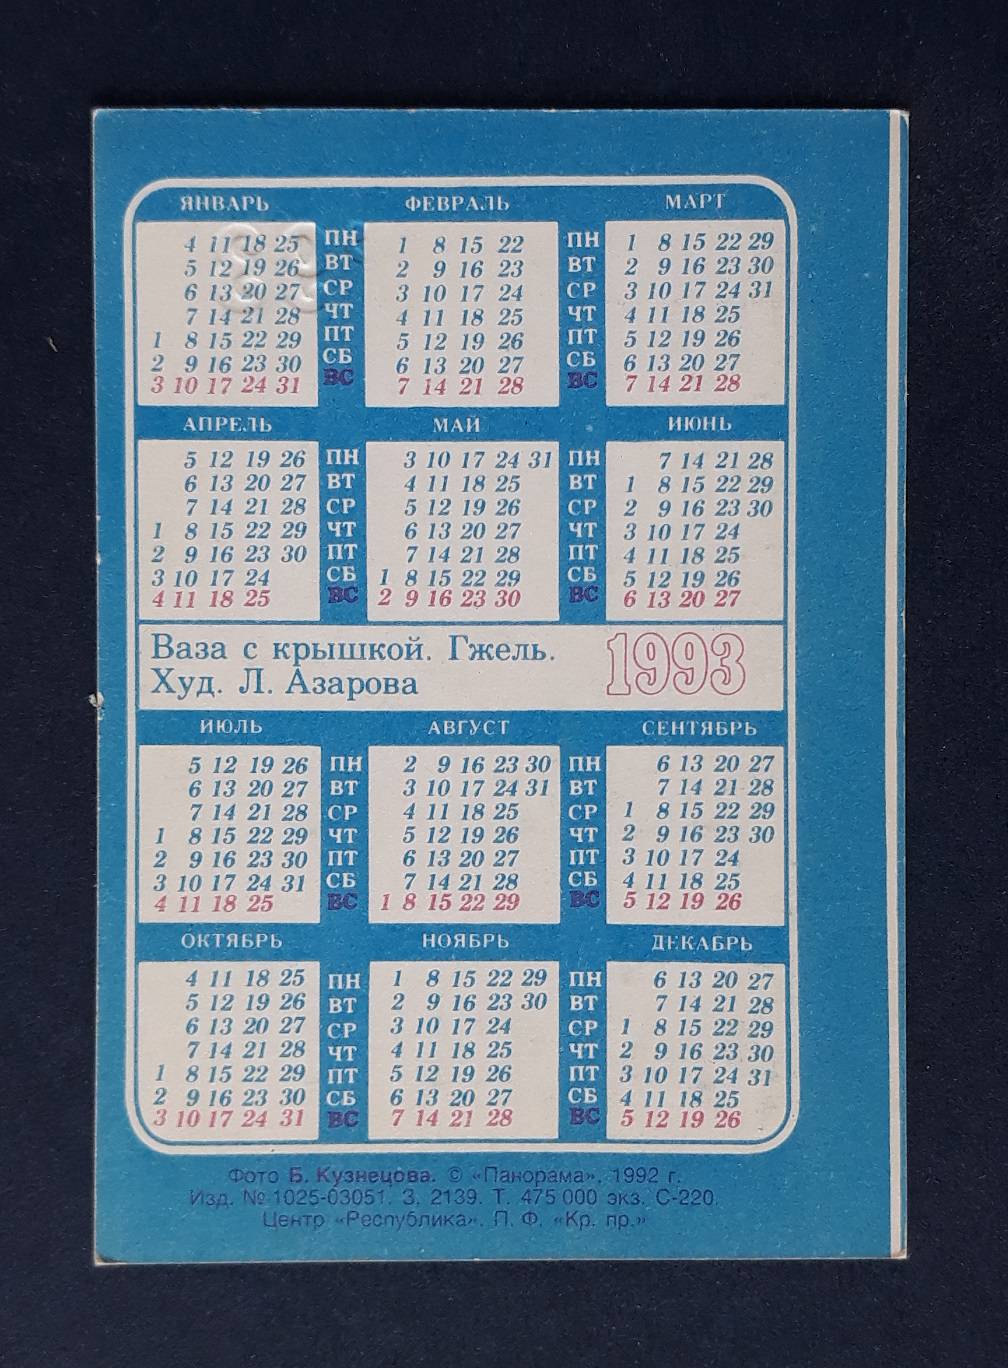 ЯНВАРЬ ФЕВРАЛЬ МАРТ
4 11 18 25 ПН 1 8 15 22 ПН 1 8 15 22 29
5 12 19 26 ВТ 2 9 16 23 ВТ 2 9 16 23 30
6 13 20 27 СР 3 10 17 24 СР 3 10 17 24 31
7 14 21 28 ЧТ 4 11 18 25 ЧТ 4 11 18 25
1 8 15 22 29 ПТ 5 12 19 26 ПТ 5 12 19 26
2 9 16 23 30 СБ 6 13 20 27 СБ 6 13 20 27
3 10 17 24 31 ВС 7 14 21 28 ВС 7 14 21 28
АПРЕЛЬ МАЙ ИЮНЬ
5 12 19 26 ПН 3 10 17 24 31 ПН 7 14 21 28
6 13 20 27 ВТ 4 11 18 25 ВТ 1 8 15 22 29
7 14 21 28 СР 5 12 19 26 СР 2 9 16 23 30
1 8 15 22 29 ЧТ 6 13 20 27 ЧТ 3 10 17 24
2 9 16 23 30 ПТ 7 14 21 28 ПТ 4 11 18 25
3 10 17 24 СБ 1 8 15 22 29 СБ 5 12 19 26
4 11 18 25 ВС 2 9 16 23 30 ВС 6 13 20 27
Ваза с крышкой. Гжель. 1993
Худ. Л. Азарова
ИЮЛЬ АВГУСТ СЕНТЯБРЬ
5 12 19 26 ПН 2 9 16 23 30 ПН 6 13 20 27
6 13 20 27 ВТ 3 10 17 24 31 ВТ 7 14 21 28
7 14 21 28 СР 4 11 18 25 СР 1 8 15 22 29
1 8 15 22 29 ЧТ 5 12 19 26 ЧТ 2 9 16 23 30
2 9 16 23 30 ПТ 6 13 20 27 ПТ 3 10 17 24
3 10 17 24 31 СБ 7 14 21 28 СБ 4 11 18 25
4 11 18 25 ВС 1 8 15 22 29 ВС 5 12 19 26
ОКТЯБРЬ НОЯБРЬ ДЕКАБРЬ
4 11 18 25 ПН 1 8 15 22 29 ПН 6 13 20 27
5 12 19 26 ВТ 2 9 16 23 30 ВТ 7 14 21 28
6 13 20 27 СР 3 10 17 24 СР 1 8 15 22 29
7 14 21 28 ЧТ 4 11 18 25 ЧТ 2 9 16 23 30
1 8 15 22 29 ПТ 5 12 19 26 ПТ 3 10 17 24 31
2 9 16 23 30 СБ 6 13 20 27 СБ 4 11 18 25
3 10 17 24 31 ВС 7 14 21 28 ВС 5 12 19 26
Фото Б. Кузнецова. © «Панорама», 1992 г.
Изд. № 1025-03051. З. 2139. Т. 475 000 экз. С-220.
Центр «Республика». П. Ф. «Кр. пр.»